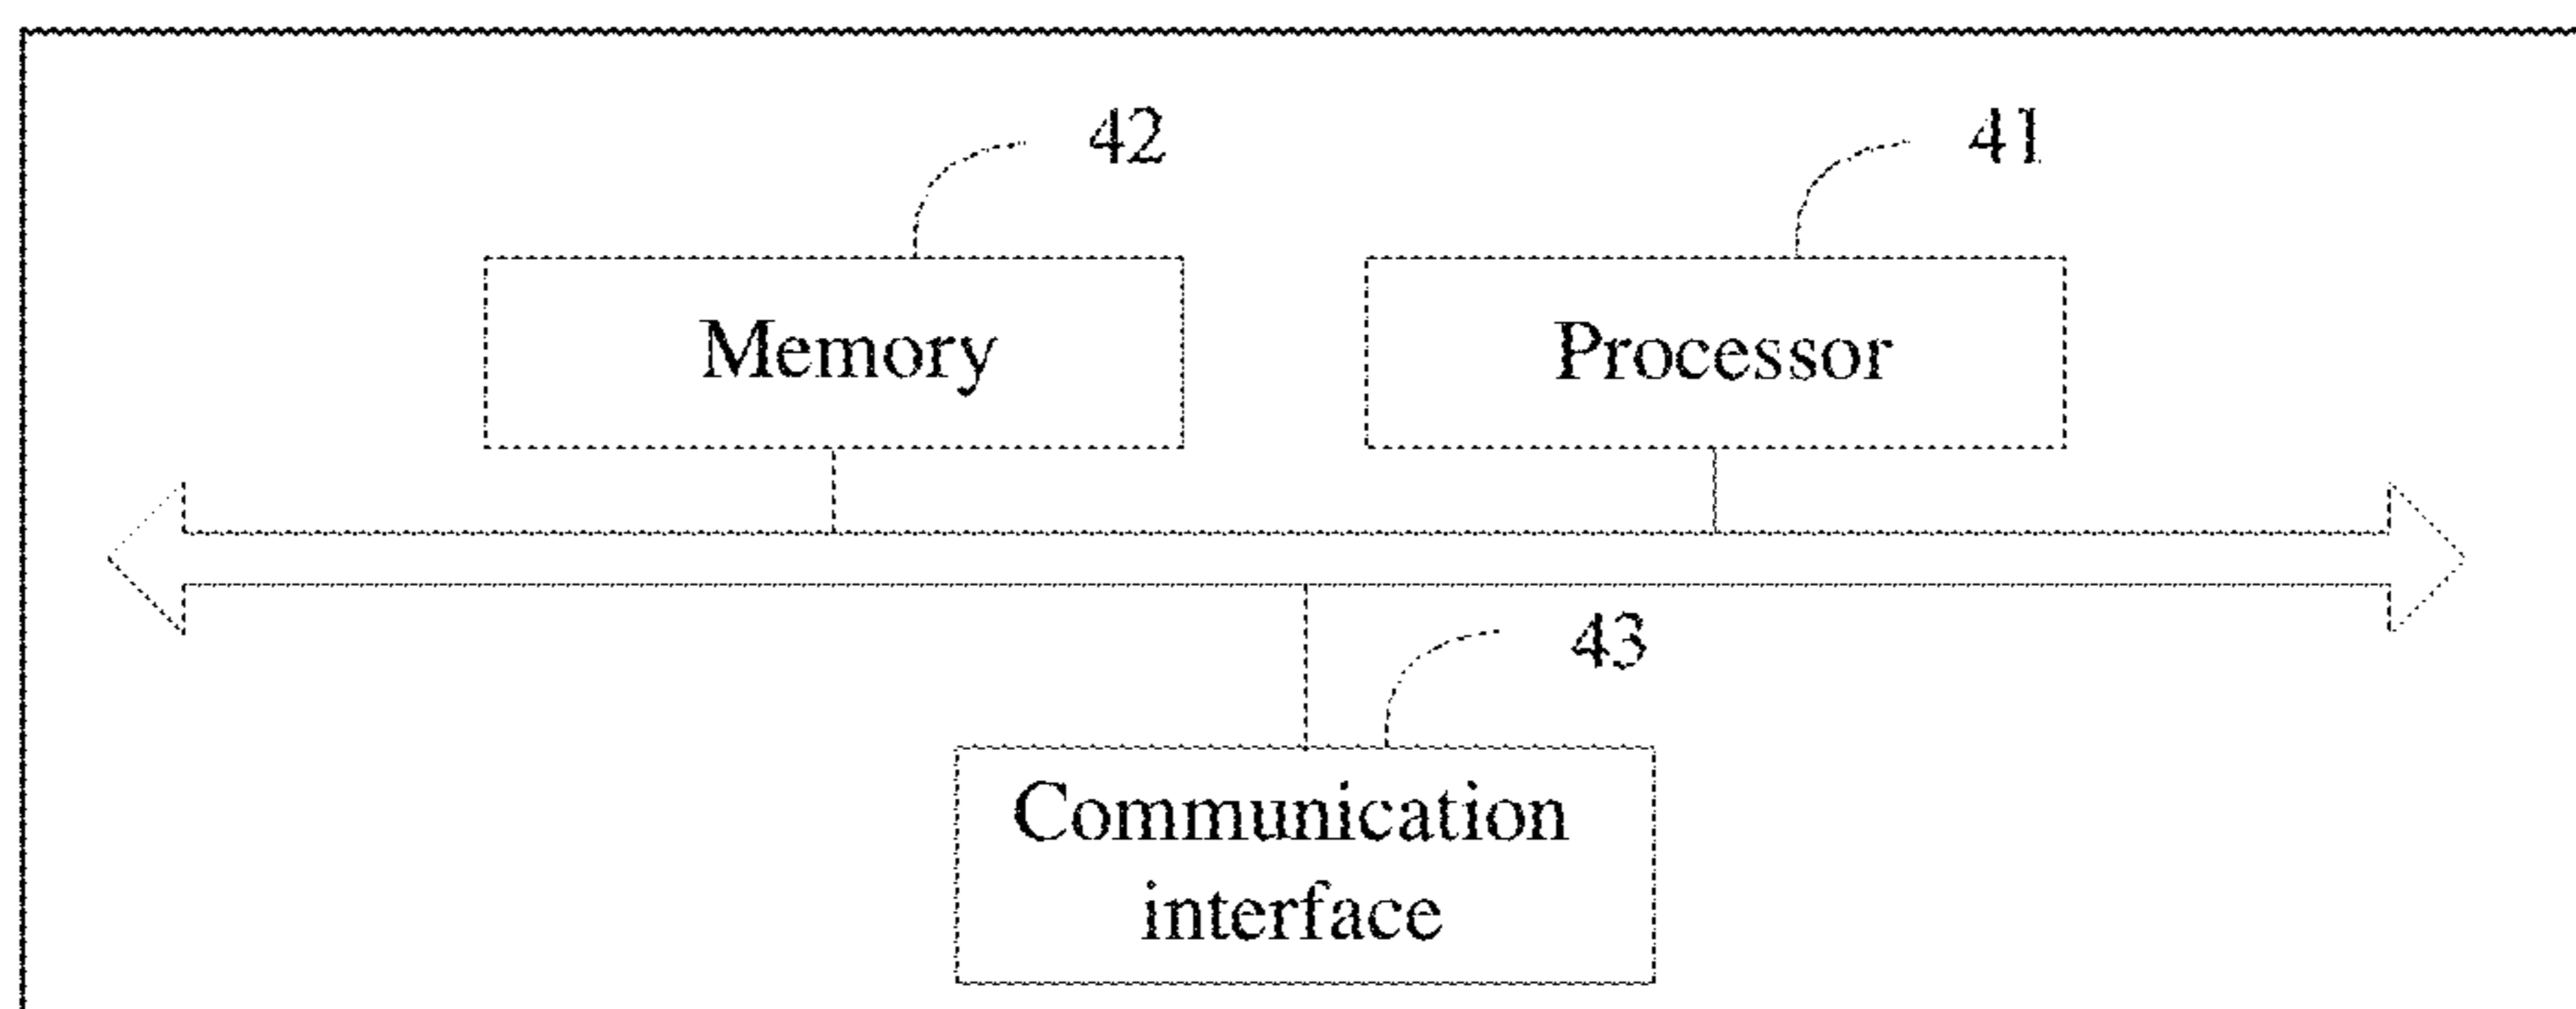 42
41
Memory
Processor
43
Communication
interface